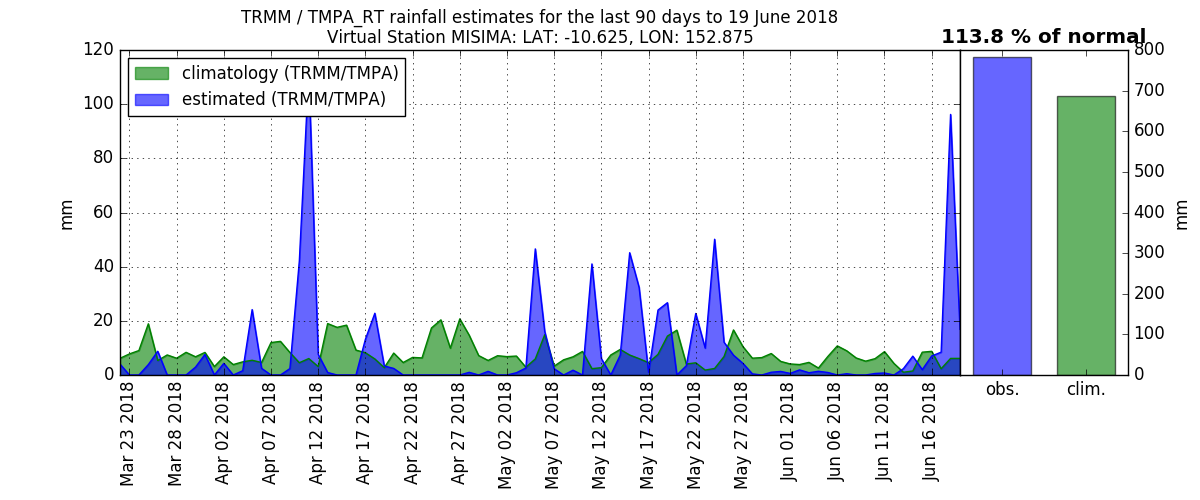 TRMM / TMPA_RT rainfall estimates for the last 90 days to 19 June 2018
Virtual Station MISIMA: LAT: -10.625, LON: 152.875
113.8 % of normal
climatology (TRMM/TMPA)
estimated (TRMM/TMPA)
mm
120
100
80
60
40
20
0
Mar 23 2018
Mar 28 2018
Apr 02 2018
Apr 07 2018
Apr 12 2018
Apr 17 2018
Apr 22 2018
Apr 27 2018
May 02 2018
May 07 2018
May 12 2018
May 17 2018
May 22 2018
May 27 2018
Jun 01 2018
Jun 06 2018
Jun 11 2018
Jun 16 2018
obs.
clim.
800
700
600
500
400
300
200
100
0
mm